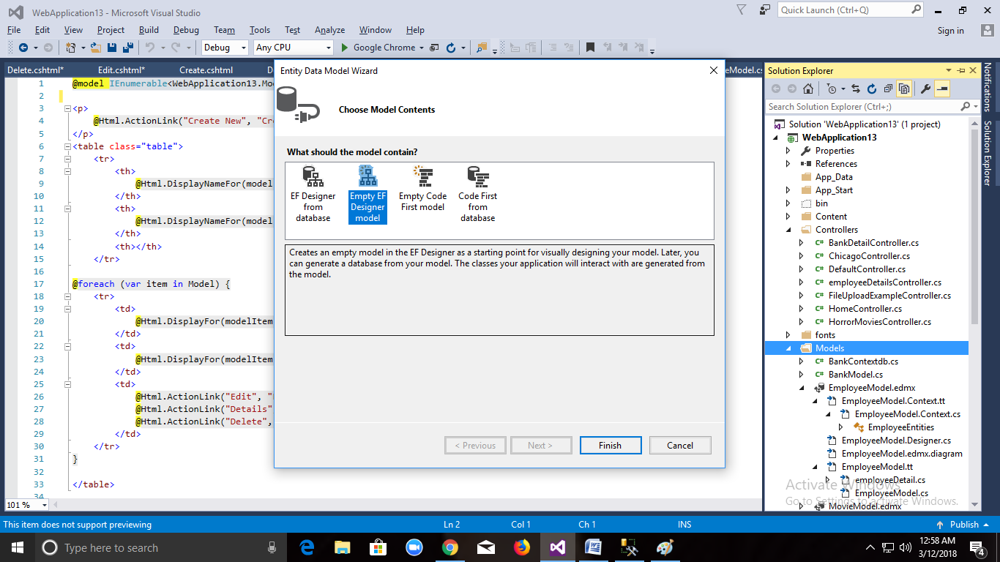 WebApplication13 - Microsoft Visual Studio
Quick Launch (Ctrl+Q)
File Edit View Project Build Debug Team Tools Test Analyze Window Help
Sign in
Debug Any CPU Google Chrome
Delete.cshtml* Edit.cshtml* Create.cshtml D
eModel.cs
1 @model IEnumerable<WebApplication13.Mo
2
3 <p>
4 @Html.ActionLink("Create New", "Cr
5 </p>
6 <table class="table">
7 <tr>
8 <th>
9 @Html.DisplayNameFor(model
10 </th>
11 <th>
12 @Html.DisplayNameFor(model
13 </th>
14 <th></th>
15 </tr>
16
17 @foreach (var item in Model) {
18 <tr>
19 <td>
20 @Html.DisplayFor(modelItem
21 </td>
22 <td>
23 @Html.DisplayFor(modelItem
24 </td>
25 <td>
26 @Html.ActionLink("Edit", "
27 @Html.ActionLink("Details"
28 @Html.ActionLink("Delete",
29 </td>
30 </tr>
31 }
32
33 </table>
34
101 %
Entity Data Model Wizard
Choose Model Contents
What should the model contain?
EF Designer
from
database
Empty EF
Designer
model
Empty Code
First model
Code First
from
database
Creates an empty model in the EF Designer as a starting point for visually designing your model. Later, you
can generate a database from your model. The classes your application will interact with are generated from
the model.
< Previous Next > Finish Cancel
Solution Explorer
Search Solution Explorer (Ctrl+;)
Solution 'WebApplication13' (1 project)
WebApplication13
Properties
References
App_Data
App_Start
bin
Content
Controllers
BankDetailController.cs
ChicagoController.cs
DefaultController.cs
employeeDetailsController.cs
FileUploadExampleController.cs
HomeController.cs
HorrorMoviesController.cs
fonts
Models
BankContextdb.cs
BankModel.cs
EmployeeModel.edmx
EmployeeModel.Context.tt
EmployeeModel.Context.cs
EmployeeEntities
EmployeeModel.Designer.cs
EmployeeModel.edmx.diagram
EmployeeModel.tt
employeeDetail.cs
EmployeeModel.cs
MovieModel.edmx
Activate Windows
Go to Settings to activate Windows.
Notifications
Solution Explorer
This item does not support previewing Ln 2 Col 1 Ch 1 INS Publish
Type here to search
12:58 AM
3/12/2018
4